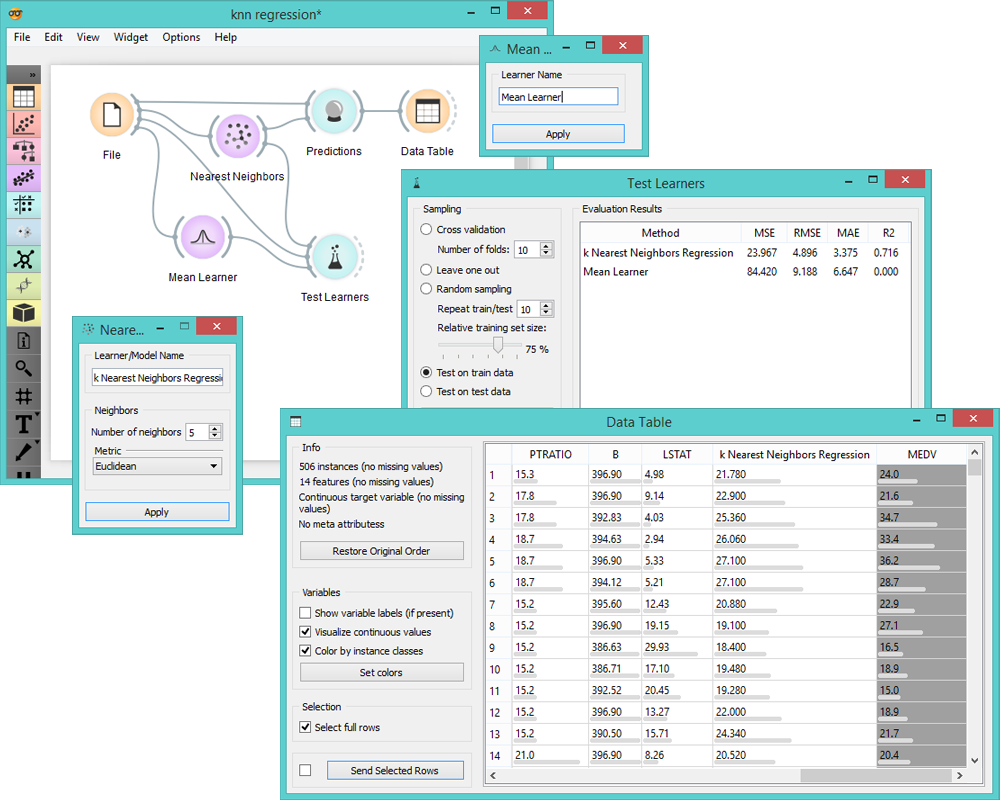 knn regression*
File Edit View Widget Options Help
»
File
Nearest Neighbors
Predictions
Data Table
Mean Learner
Test Learners
Mean ...
Learner Name
Mean Learner
Apply
Test Learners
Sampling
Cross validation
Number of folds: 10
Leave one out
Random sampling
Repeat train/test 10
Relative training set size:
75 %
Test on train data
Test on test data
Evaluation Results
Method MSE RMSE MAE R2
k Nearest Neighbors Regression 23.967 4.896 3.375 0.716
Mean Learner 84.420 9.188 6.647 0.000
Neare...
Learner/Model Name
k Nearest Neighbors Regressi
Neighbors
Number of neighbors 5
Metric
Euclidean
Apply
Data Table
Info
506 instances (no missing values)
14 features (no missing values)
Continuous target variable (no missing
values)
No meta attributess
Restore Original Order
Variables
Show variable labels (if present)
Visualize continuous values
Color by instance classes
Set colors
Selection
Select full rows
Send Selected Rows
PTRATIO B LSTAT k Nearest Neighbors Regression MEDV
1 15.3 396.90 4.98 21.780 24.0
2 17.8 396.90 9.14 22.900 21.6
3 17.8 392.83 4.03 25.360 34.7
4 18.7 394.63 2.94 26.060 33.4
5 18.7 396.90 5.33 27.100 36.2
6 18.7 394.12 5.21 27.100 28.7
7 15.2 395.60 12.43 20.880 22.9
8 15.2 396.90 19.15 19.100 27.1
9 15.2 386.63 29.93 18.400 16.5
10 15.2 386.71 17.10 19.480 18.9
11 15.2 392.52 20.45 19.280 15.0
12 15.2 396.90 13.27 22.000 18.9
13 15.2 390.50 15.71 24.340 21.7
14 21.0 396.90 8.26 20.520 20.4